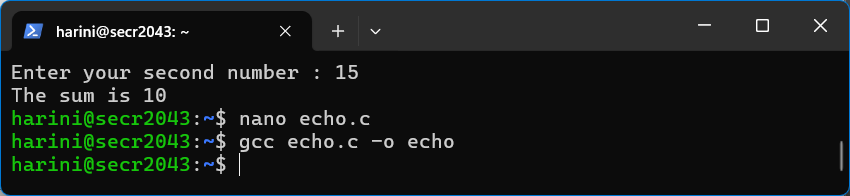 harini@secr2043: ~
Enter your second number : 15
The sum is 10
harini@secr2043:~$ nano echo.c
harini@secr2043:~$ gcc echo.c -o echo
harini@secr2043:~$